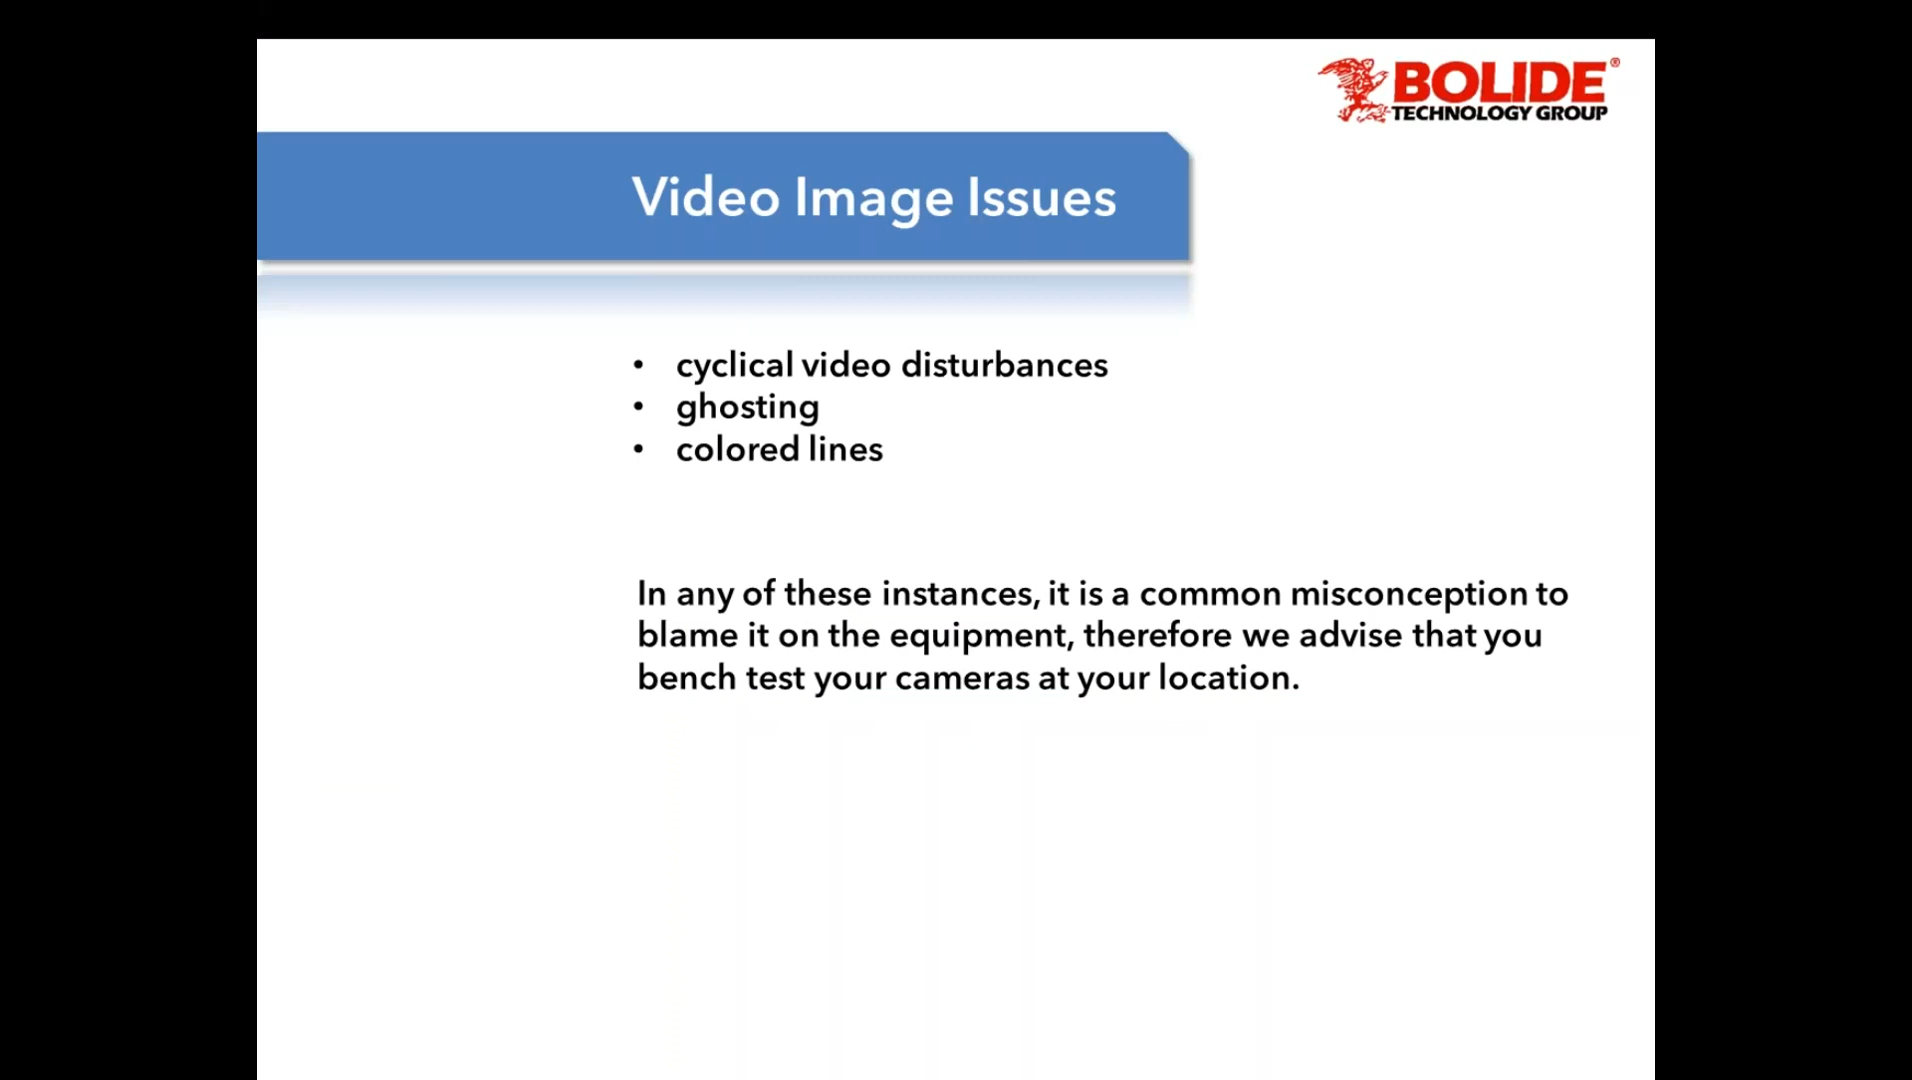 BOLIDE®
TECHNOLOGY GROUP
Video Image Issues
• cyclical video disturbances
• ghosting
• colored lines
In any of these instances, it is a common misconception to
blame it on the equipment, therefore we advise that you
bench test your cameras at your location.